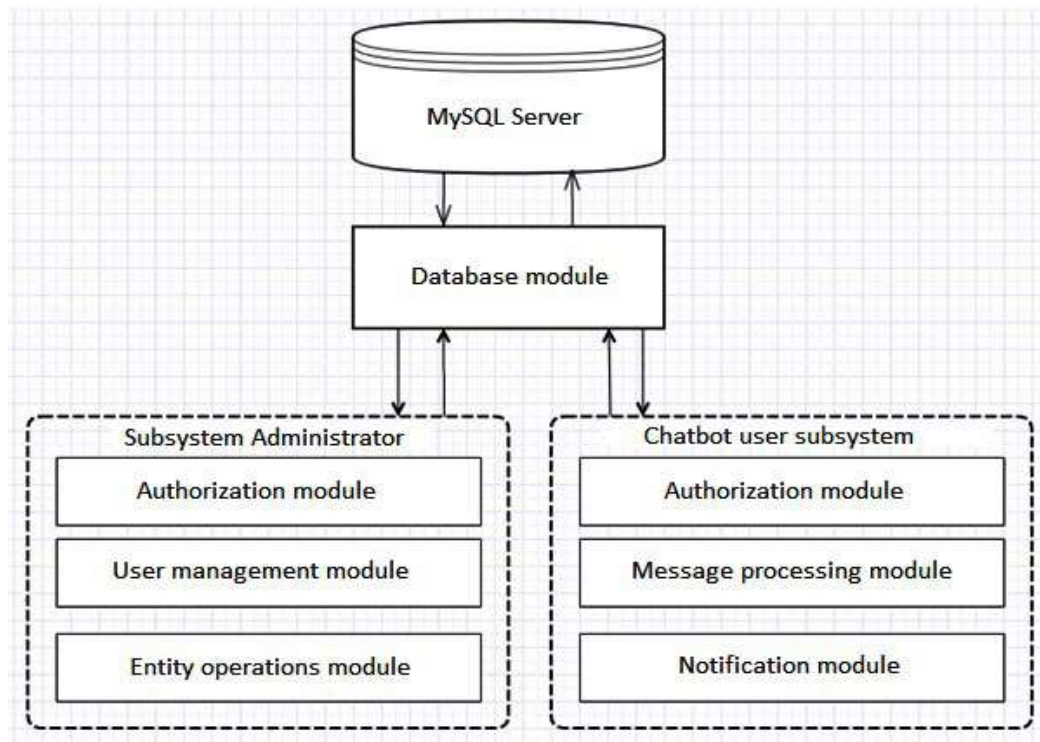 MySQL Server
Database module
Subsystem Administrator
Authorization module
User management module
Entity operations module
Chatbot user subsystem
Authorization module
Message processing module
Notification module